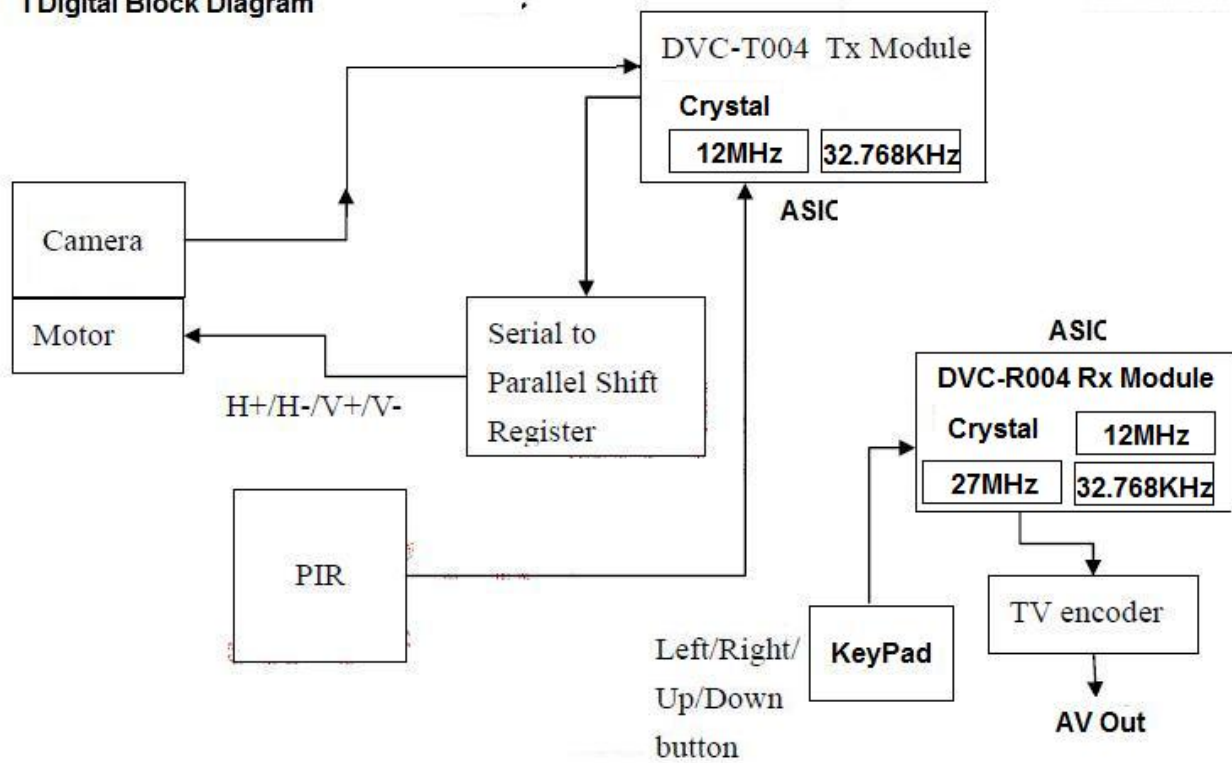 Digital Block Diagram
DVC-T004 Tx Module
Crystal
12MHz
32.768KHz
ASIC
Camera
Motor
H+/H-/V+/V-
Serial to
Parallel Shift
Register
PIR
ASIC
DVC-R004 Rx Module
Crystal
12MHz
27MHz
32.768KHz
TV encoder
AV Out
KeyPad
Left/Right/
Up/Down
button